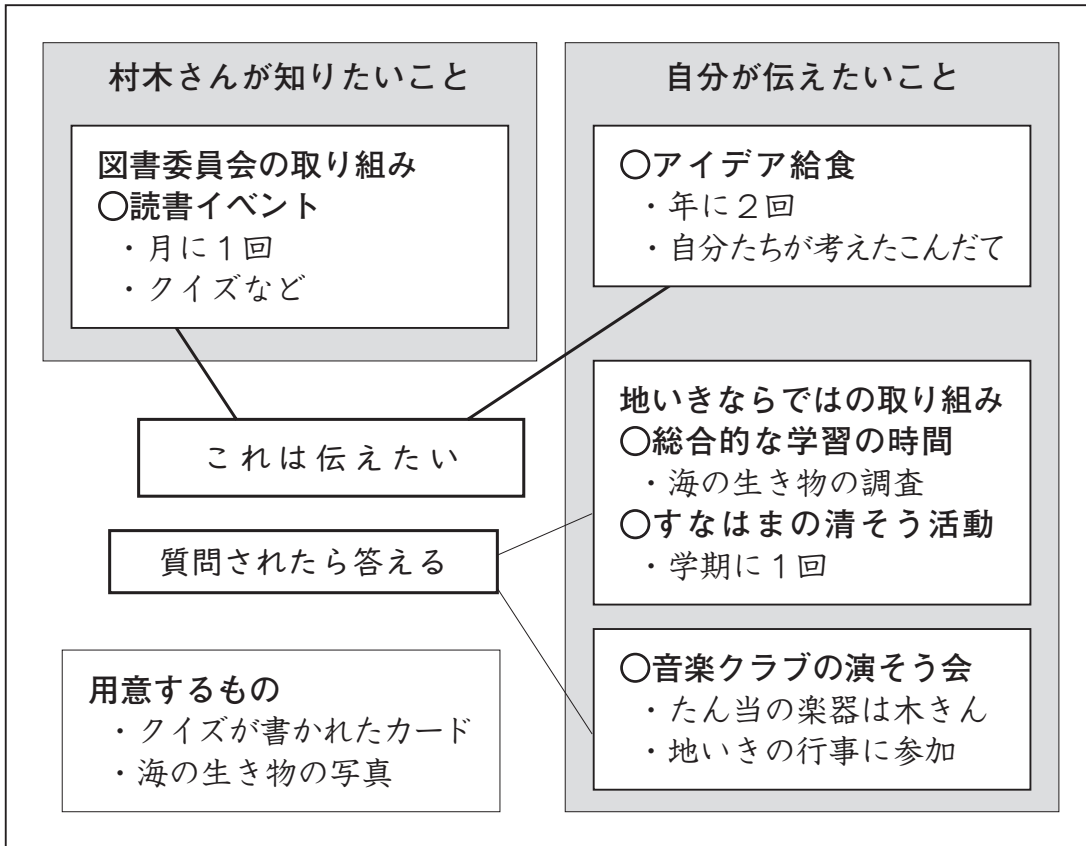 村木さんが知りたいこと
図書委員会の取り組み
○読書イベント
・月に１回
・クイズなど
自分が伝えたいこと
○アイデア給食
・年に２回
・自分たちが考えたこんだて
地いきならではの取り組み
○総合的な学習の時間
・海の生き物の調査
○すなはまの清そう活動
・学期に１回
○音楽クラブの演そう会
・たん当の楽器は木きん
・地いきの行事に参加
これは伝えたい
質問されたら答える
用意するもの
・クイズが書かれたカード
・海の生き物の写真